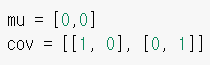 mu = [0,0]
cov = [[1, 0], [0, 1]]